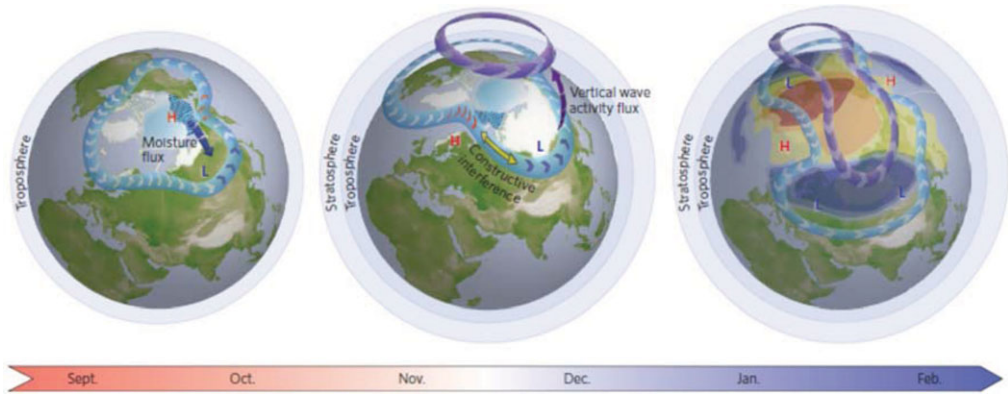 Troposphere
H
Moisture
flux
L
Stratosphere
Troposphere
Vertical wave
activity flux
H
L
Constructive
interference
Stratosphere
Troposphere
L
H
H
L
L
Sept.
Oct.
Nov.
Dec.
Jan.
Feb.